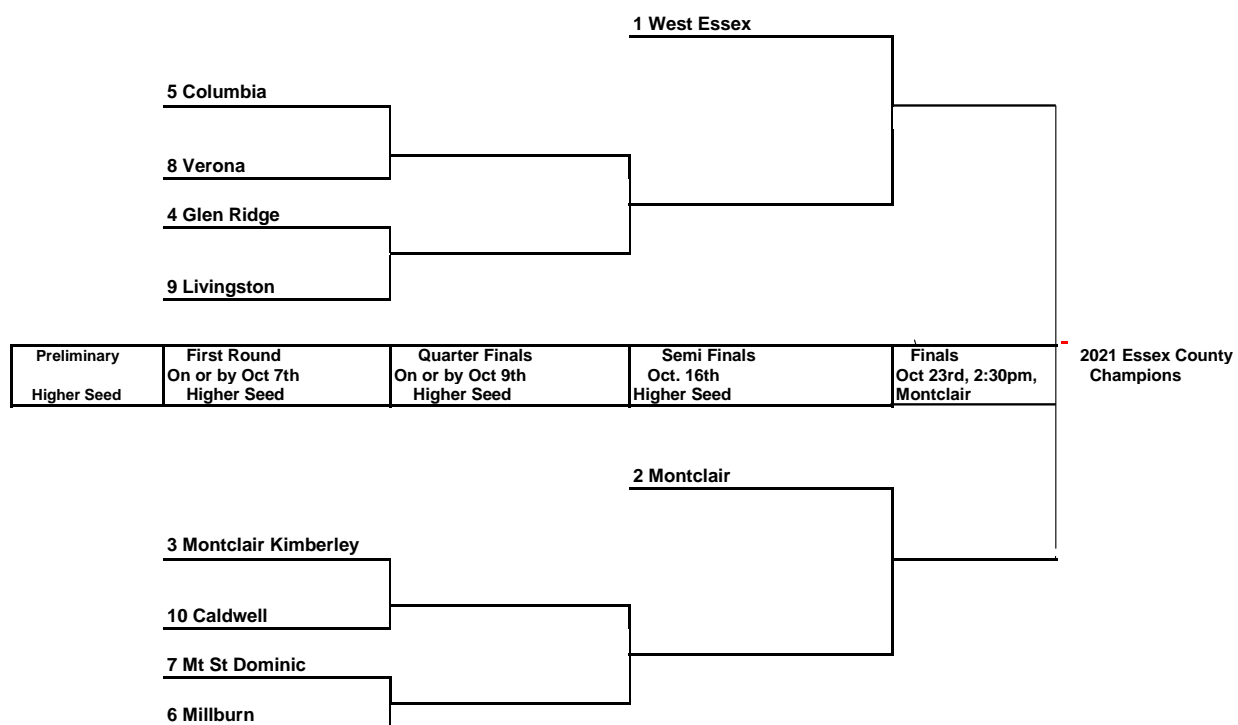 1 West Essex
5 Columbia
8 Verona
4 Glen Ridge
9 Livingston
Preliminary
Higher Seed
First Round
On or by Oct 7th
Higher Seed
Quarter Finals
On or by Oct 9th
Higher Seed
Semi Finals
Oct. 16th
Higher Seed
Finals
Oct 23rd, 2:30pm,
Montclair
2021 Essex County
Champions
2 Montclair
3 Montclair Kimberley
10 Caldwell
7 Mt St Dominic
6 Millburn